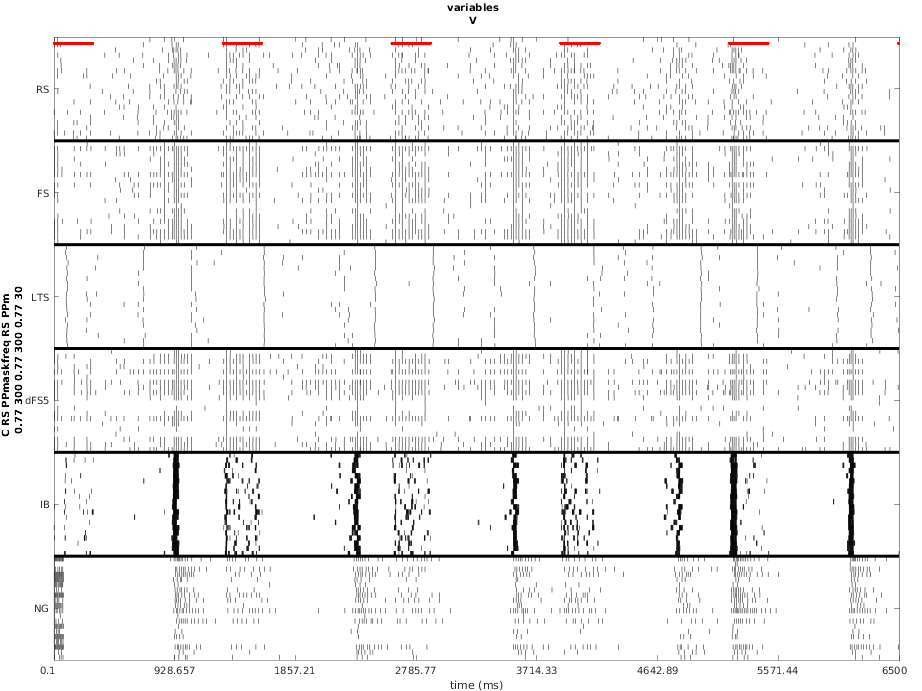 variables
V
RS
FS
LTS
dFS5
IB
NG
C RS PPmaskfreq RS PPm
0.77 300 0.77 300 0.77 30
0.1 928.657 1857.21 2785.77 3714.33 4642.89 5571.44 6500
time (ms)